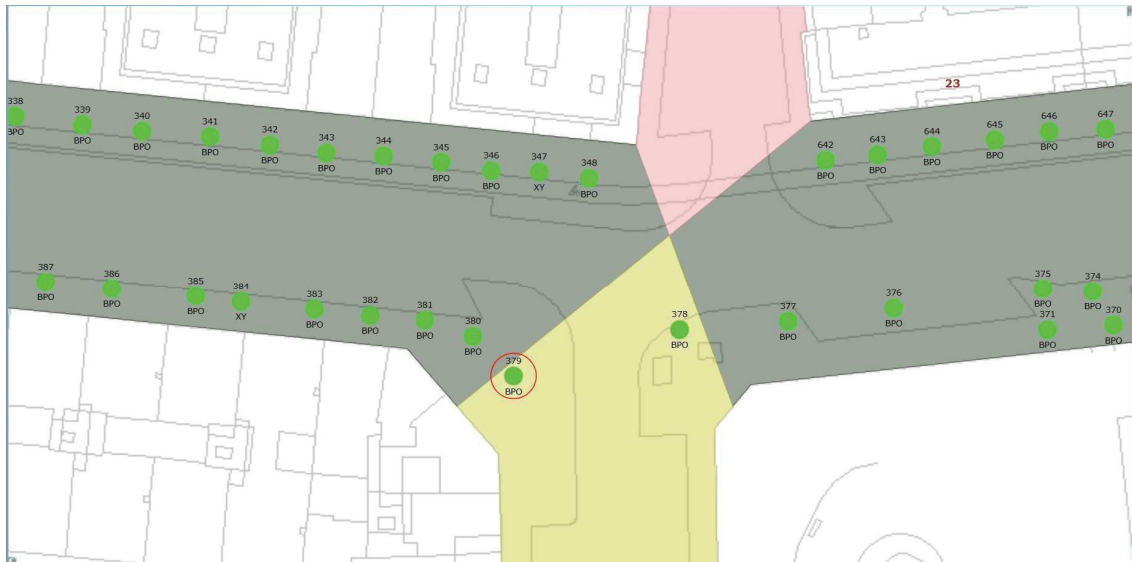 23
338
BPO
339
BPO
340
BPO
341
BPO
342
BPO
343
BPO
344
BPO
345
BPO
346
BPO
347
XY
348
BPO
642
BPO
643
BPO
644
BPO
645
BPO
646
BPO
647
BPO
387
BPO
386
BPO
385
BPO
384
XY
383
BPO
382
BPO
381
BPO
380
BPO
379
BPO
378
BPO
377
BPO
376
BPO
375
BPO
374
BPO
371
BPO
370
BPO